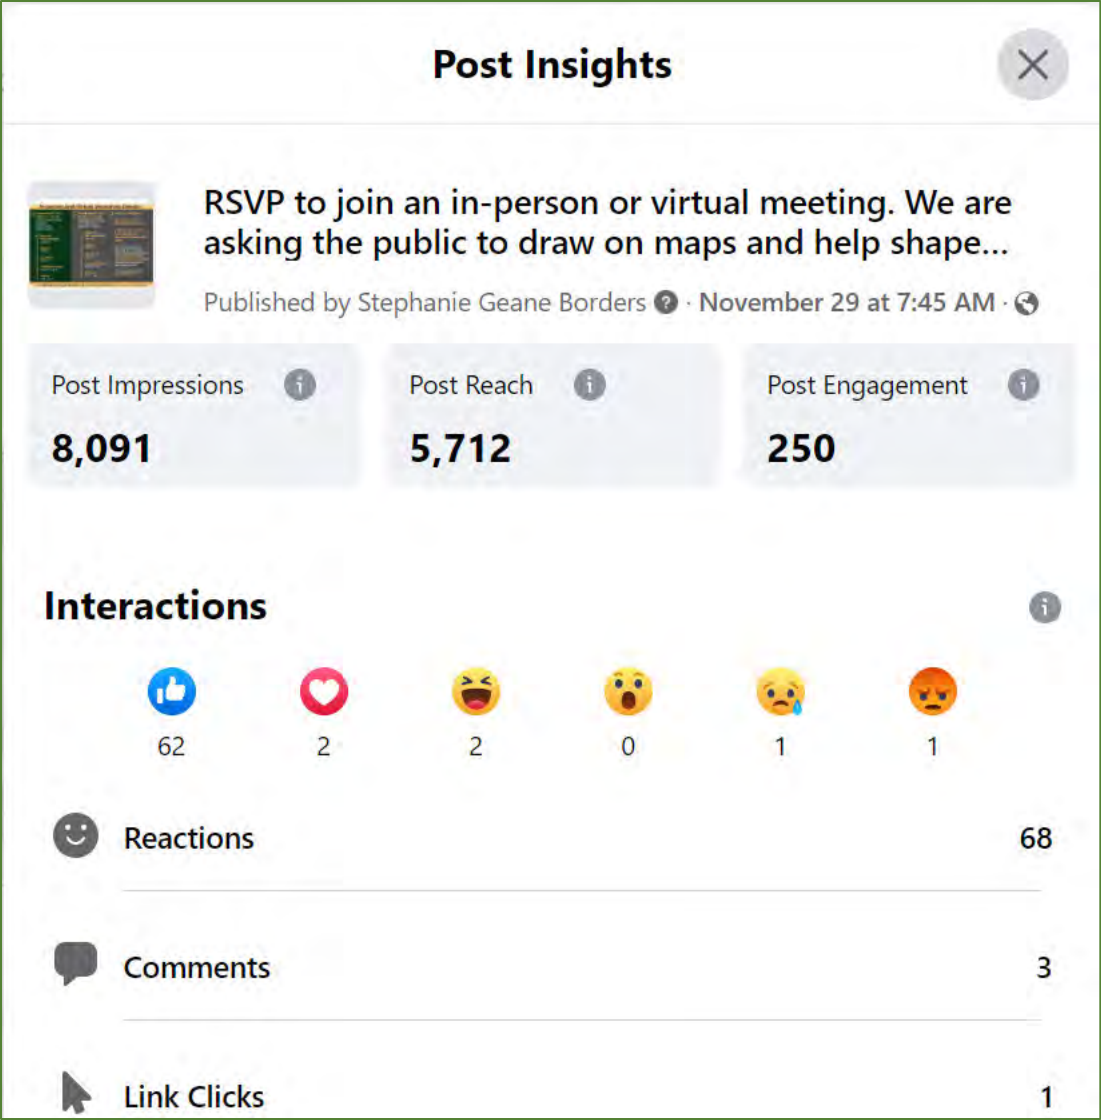 Post Insights
RSVP to join an in-person or virtual meeting. We are
asking the public to draw on maps and help shape...
Published by Stephanie Geane Borders · November 29 at 7:45 AM ·
Post Impressions
8,091
Post Reach
5,712
Post Engagement
250
Interactions
62 2 2 0 1 1
Reactions 68
Comments 3
Link Clicks 1